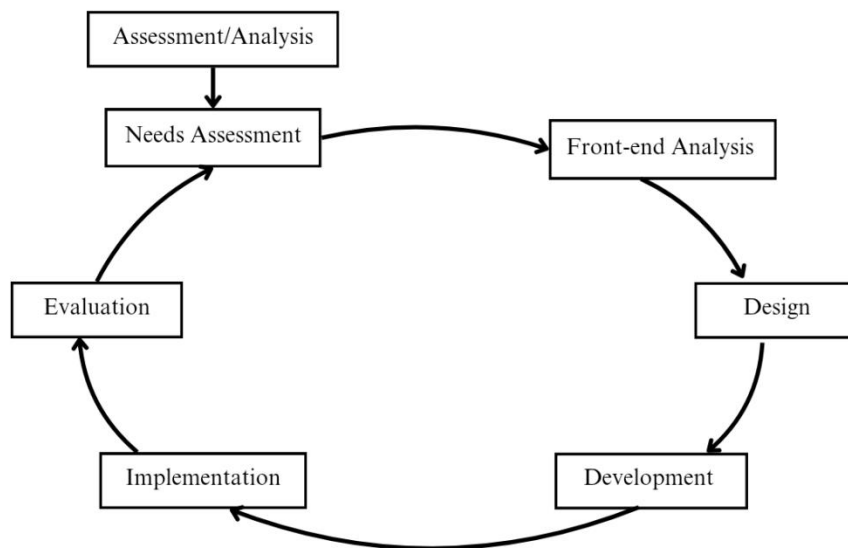 Assessment/Analysis
Needs Assessment
Front-end Analysis
Evaluation
Design
Implementation
Development